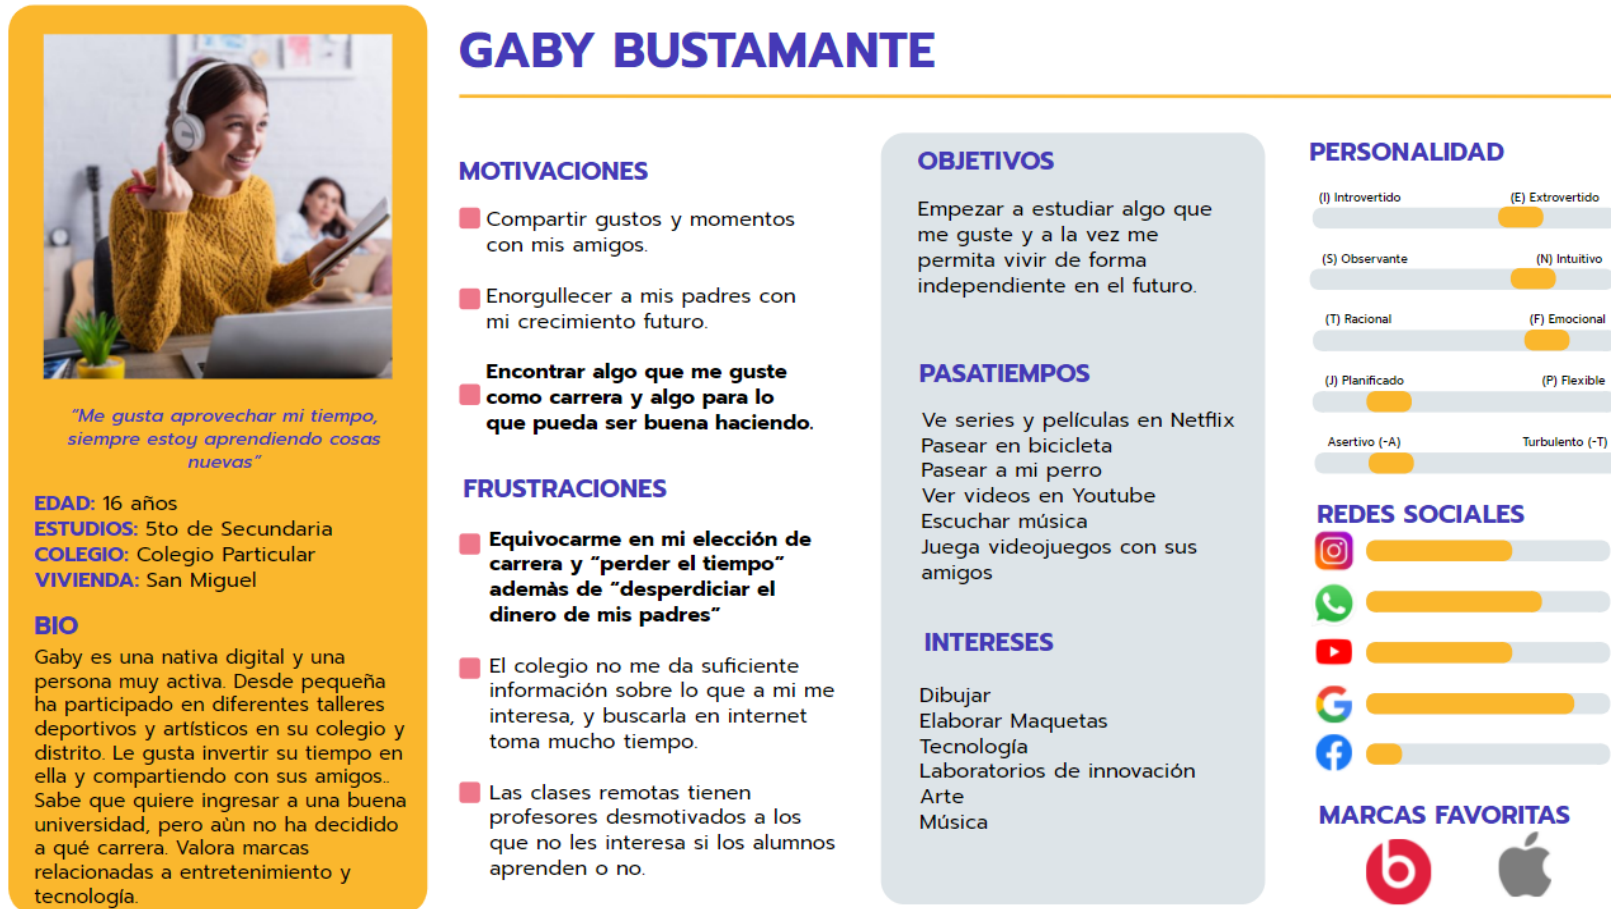 GABY BUSTAMANTE
“Me gusta aprovechar mi tiempo,
siempre estoy aprendiendo cosas
nuevas”
EDAD: 16 años
ESTUDIOS: 5to de Secundaria
COLEGIO: Colegio Particular
VIVIENDA: San Miguel
BIO
Gaby es una nativa digital y una
persona muy activa. Desde pequeña
ha participado en diferentes talleres
deportivos y artísticos en su colegio y
distrito. Le gusta invertir su tiempo en
ella y compartiendo con sus amigos..
Sabe que quiere ingresar a una buena
universidad, pero aùn no ha decidido
a qué carrera. Valora marcas
relacionadas a entretenimiento y
tecnología.
MOTIVACIONES
Compartir gustos y momentos
con mis amigos.
Enorgullecer a mis padres con
mi crecimiento futuro.
Encontrar algo que me guste
como carrera y algo para lo
que pueda ser buena haciendo.
FRUSTRACIONES
Equivocarme en mi elección de
carrera y “perder el tiempo”
ademàs de “desperdiciar el
dinero de mis padres”
El colegio no me da suficiente
información sobre lo que a mi me
interesa, y buscarla en internet
toma mucho tiempo.
Las clases remotas tienen
profesores desmotivados a los
que no les interesa si los alumnos
aprenden o no.
OBJETIVOS
Empezar a estudiar algo que
me guste y a la vez me
permita vivir de forma
independiente en el futuro.
PASATIEMPOS
Ve series y películas en Netflix
Pasear en bicicleta
Pasear a mi perro
Ver videos en Youtube
Escuchar música
Juega videojuegos con sus
amigos
INTERESES
Dibujar
Elaborar Maquetas
Tecnología
Laboratorios de innovación
Arte
Música
PERSONALIDAD
(I) Introvertido (E) Extrovertido
(S) Observante (N) Intuitivo
(T) Racional (F) Emocional
(J) Planificado (P) Flexible
Asertivo (-A) Turbulento (-T)
REDES SOCIALES
MARCAS FAVORITAS